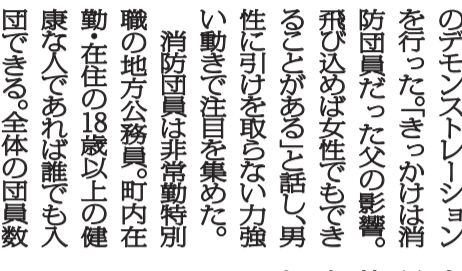 のデモンストレーション
を行った。「きっかけは消
防団員だった父の影響。
飛び込めば女性でもでき
ることがある」と話し、男
性に引けを取らない力強
い動きで注目を集めた。
　消防団員は非常勤特別
職の地方公務員。町内在
勤・在住の18歳以上の健
康な人であれば誰でも入
団できる。全体の団員数